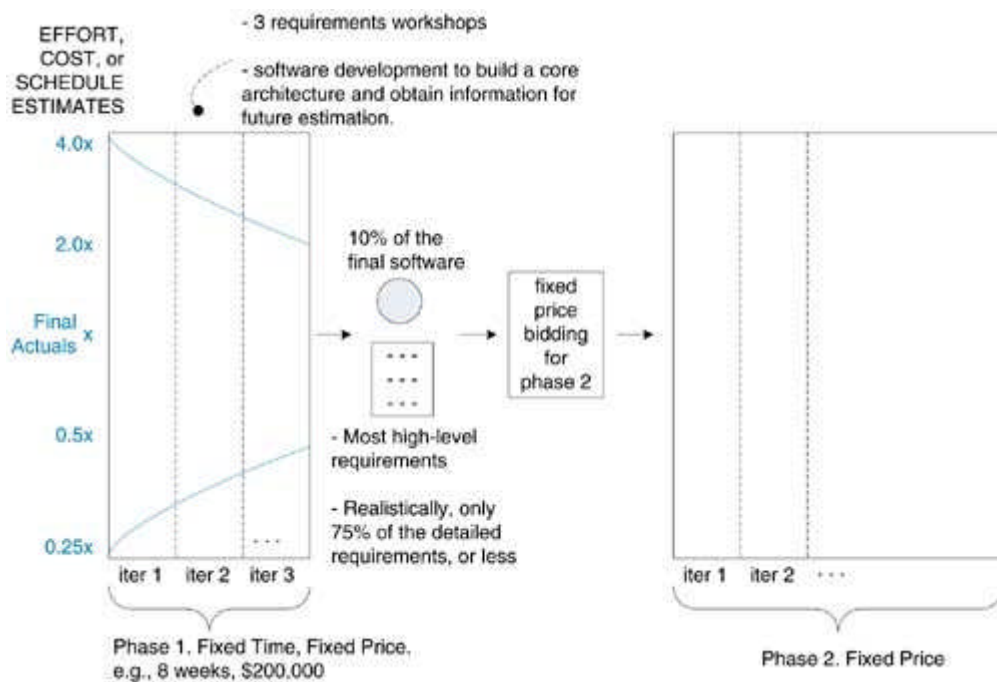 EFFORT,
COST, or
SCHEDULE
ESTIMATES
- 3 requirements workshops
- software development to build a core
architecture and obtain information for
future estimation.
4.0x
2.0x
Final
Actuals x
0.5x
0.25x
10% of the
final software
- - -
- - -
- - -
fixed
price
bidding
for
phase 2
- Most high-level
requirements
- Realistically, only
75% of the detailed
requirements, or less
...
iter 1 iter 2 iter 3
Phase 1. Fixed Time, Fixed Price.
e.g., 8 weeks, $200.000
iter 1 iter 2 ...
Phase 2. Fixed Price